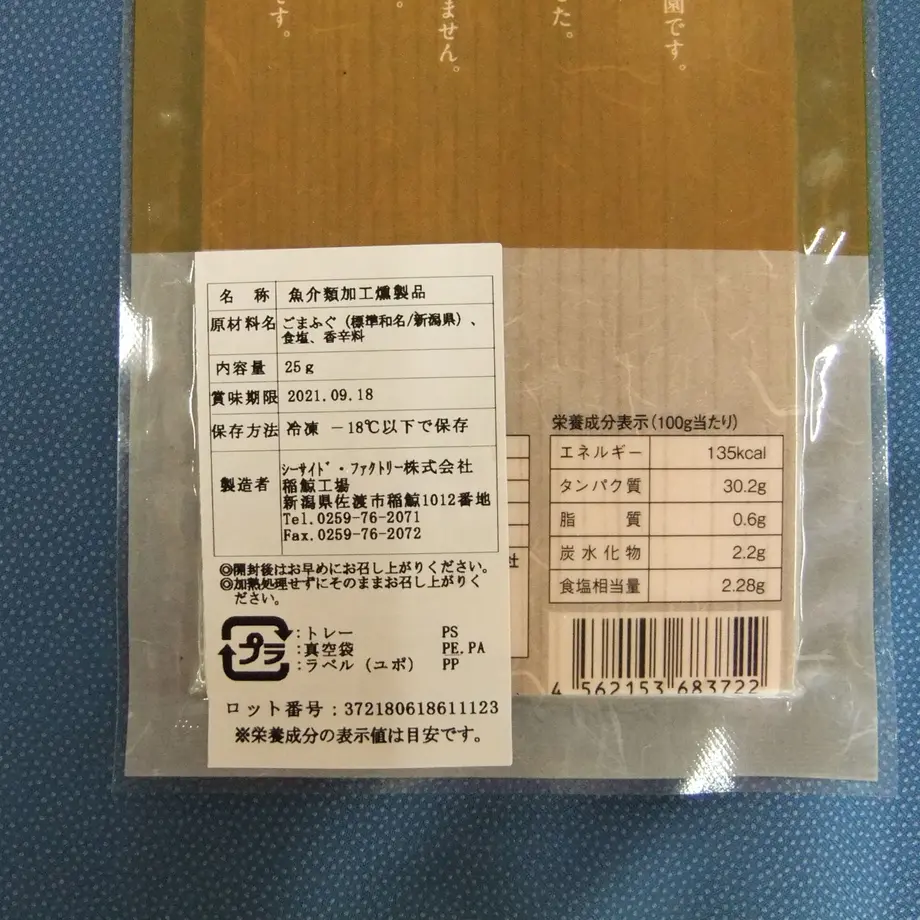 園です。
た。
ません。
。
です。
名 称 魚介類加工燻製品
原材料名 ごまふぐ（標準和名/新潟県）、
食塩、香辛料
内容量 25g
賞味期限 2021.09.18
保存方法 冷凍 －18℃以下で保存
製造者 シーサイド・ファクトリー株式会社
稲鯨工場
新潟県佐渡市稲鯨1012番地
Tel.0259-76-2071
Fax.0259-76-2072
◎開封後はお早めにお召し上がりください。
◎加熱処理せずにそのままお召し上がりく
ださい。
プラ
:トレー PS
:真空袋 PE.PA
:ラベル（ユポ） PP
ロット番号:372180618611123
※栄養成分の表示値は目安です。
社
栄養成分表示(100g当たり)
エネルギー 135kcal
タンパク質 30.2g
脂 質 0.6g
炭水化物 2.2g
食塩相当量 2.28g
4 562153 683722